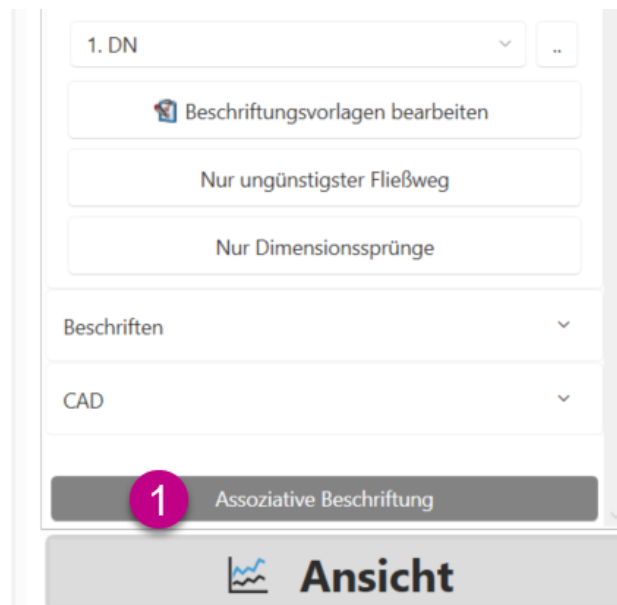 1. DN
..
Beschriftungsvorlagen bearbeiten
Nur ungünstigster Fließweg
Nur Dimensionssprünge
Beschriften
CAD
1
Assoziative Beschriftung
Ansicht